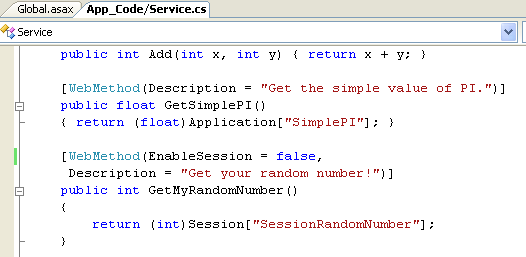 Global.asax App_Code/Service.cs
Service
public int Add(int x, int y) { return x + y; }
[WebMethod(Description = "Get the simple value of PI.")]
public float GetSimplePI()
{ return (float)Application["SimplePI"]; }
[WebMethod(EnableSession = false,
Description = "Get your random number!")]
public int GetMyRandomNumber()
{
return (int)Session["SessionRandomNumber"];
}